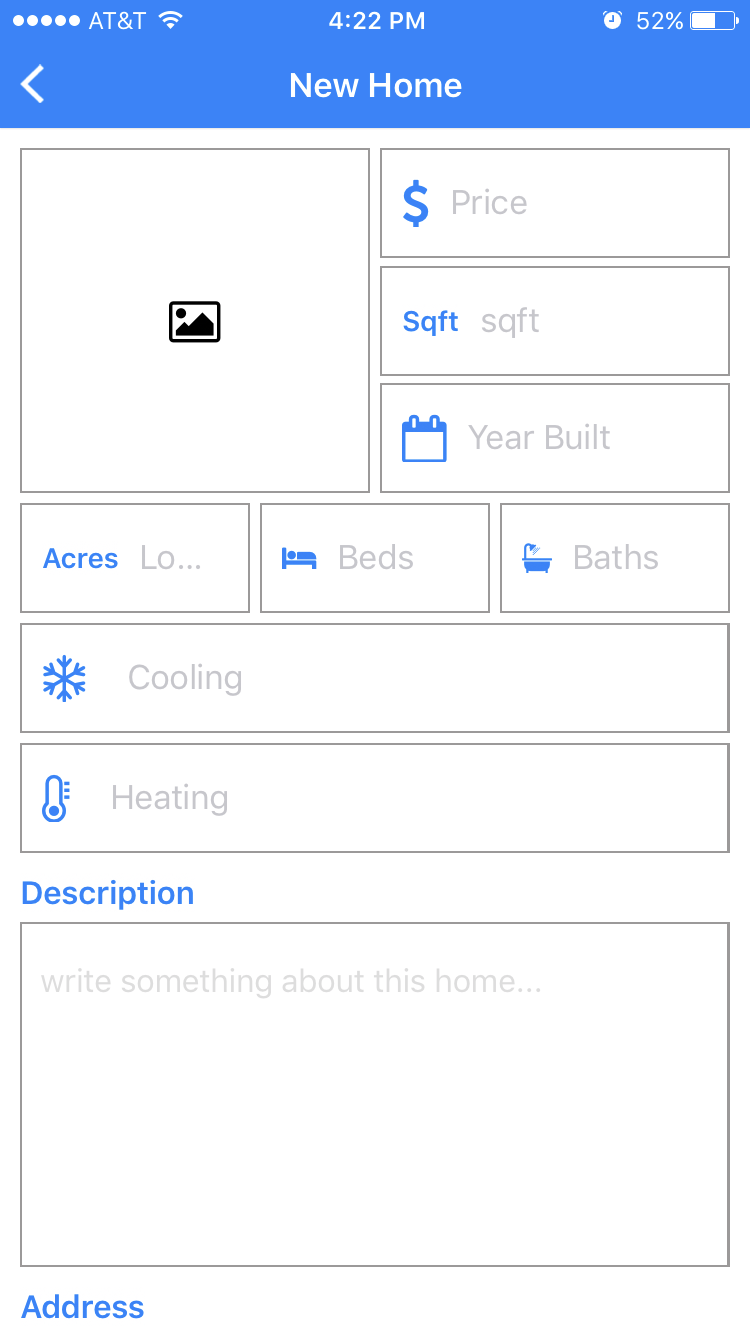 AT&T 4:22 PM 52%
New Home
$ Price
Sqft sqft
Year Built
Acres Lo... Beds Baths
Cooling
Heating
Description
write something about this home...
Address